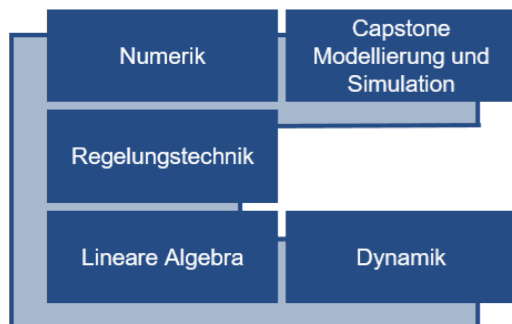 Numerik
Capstone
Modellierung und
Simulation
Regelungstechnik
Lineare Algebra
Dynamik